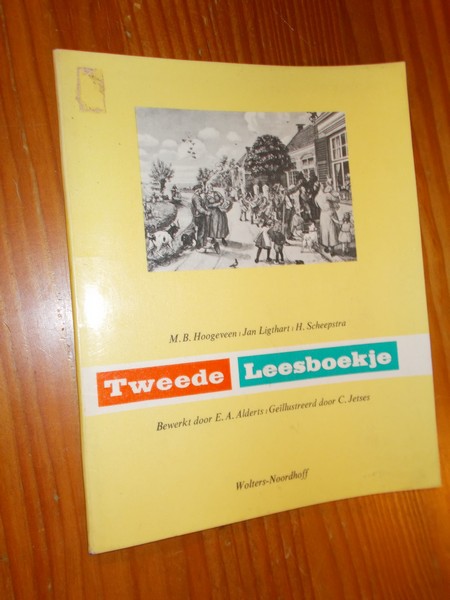 M. B. Hoogeveen : Jan Ligthart : H. Scheepstra
Tweede Leesboekje
Bewerkt door E. A. Alderts : Geïllustreerd door C. Jetses
Wolters-Noordhoff